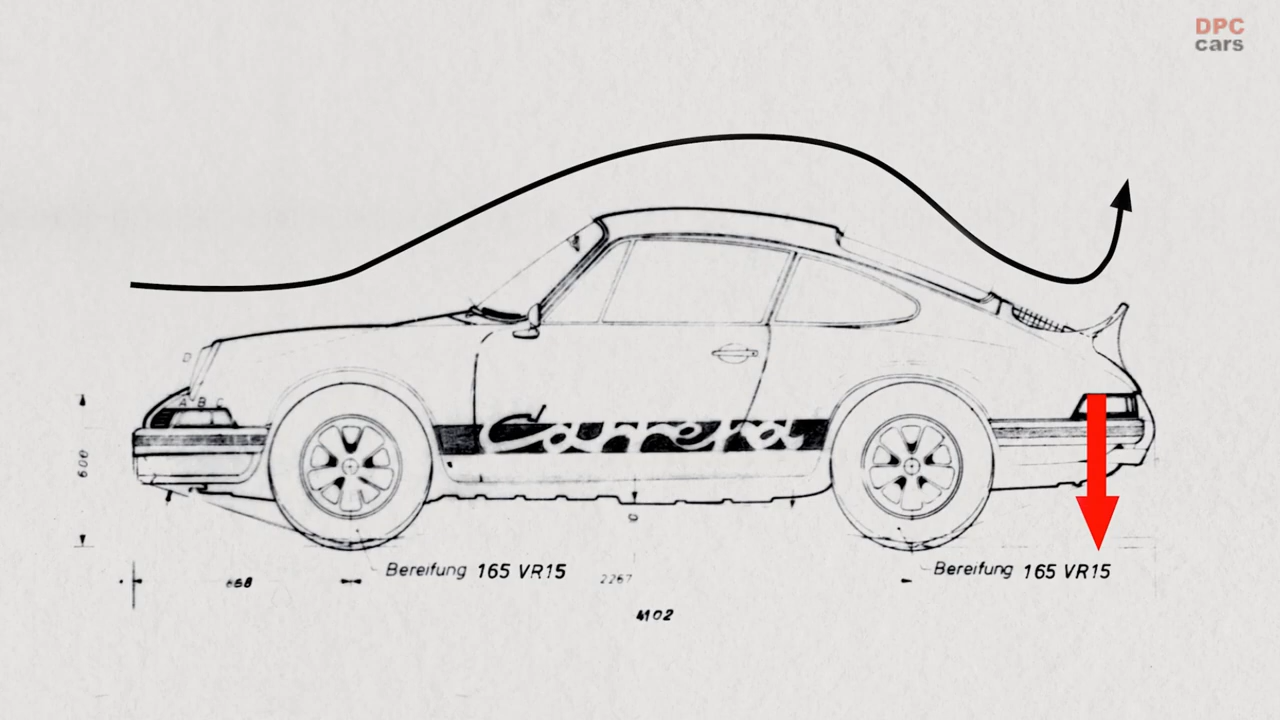 DPC
cars
D
A B C
Carrera
600
Bereifung 165 VR15
Bereifung 165 VR15
668
2267
4102